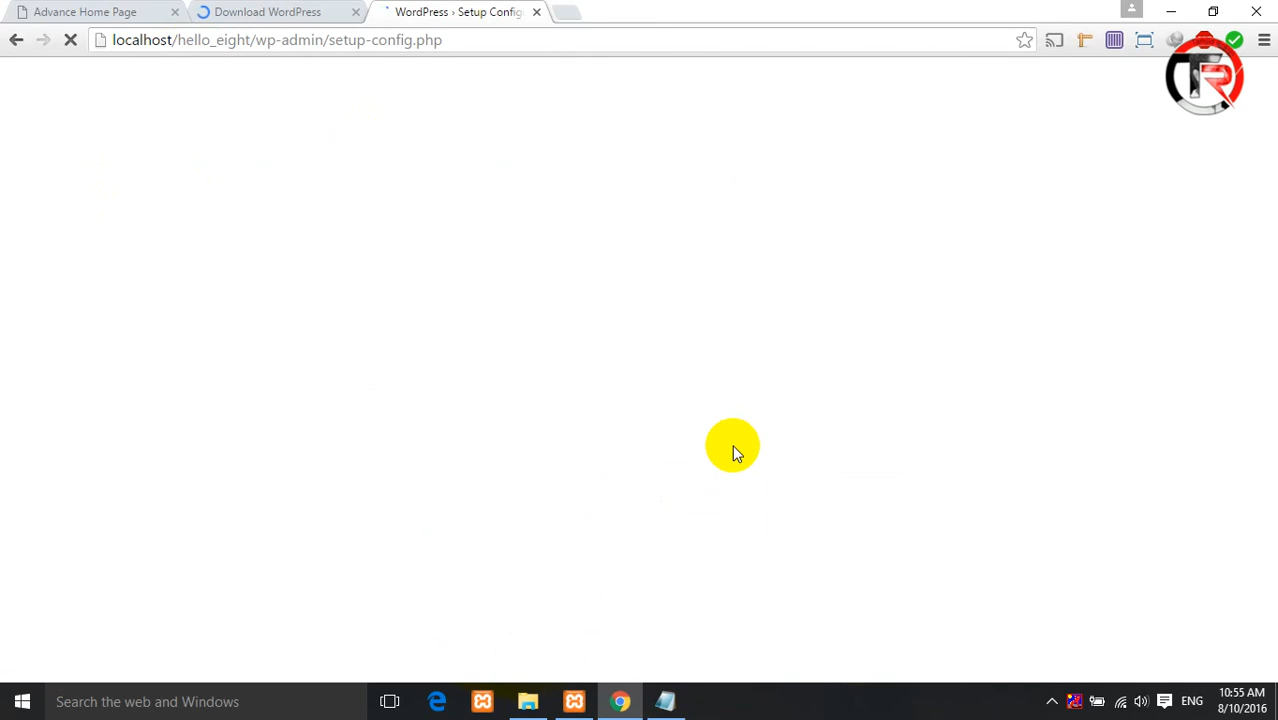 Advance Home Page
Download WordPress
WordPress › Setup Config
localhost/hello_eight/wp-admin/setup-config.php
TR
Search the web and Windows
ENG
10:55 AM
8/10/2016